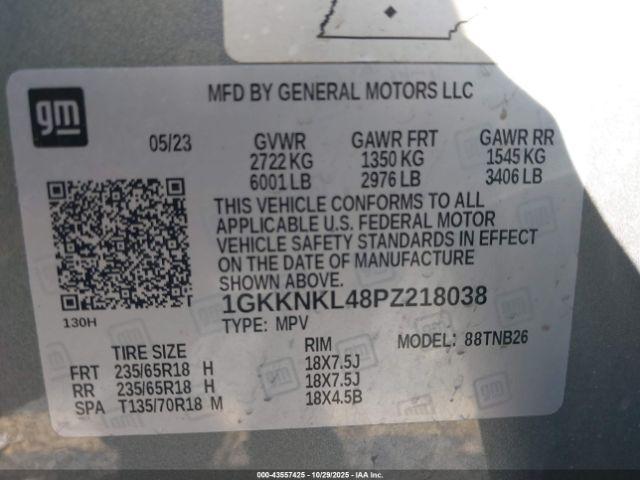 gm
MFD BY GENERAL MOTORS LLC
05/23 GVWR GAWR FRT GAWR RR
2722 KG 1350 KG 1545 KG
6001 LB 2976 LB 3406 LB
THIS VEHICLE CONFORMS TO ALL
APPLICABLE U.S. FEDERAL MOTOR
VEHICLE SAFETY STANDARDS IN EFFECT
ON THE DATE OF MANUFACTURE
SHOWN ABOVE.
1GKKNKL48PZ218038
130H
TYPE: MPV MODEL: 88TNB26
TIRE SIZE RIM
FRT 235/65R18 H 18X7.5J
RR 235/65R18 H 18X7.5J
SPA T135/70R18 M 18X4.5B
000-43557425 | 10/29/2025 | IAA Inc.